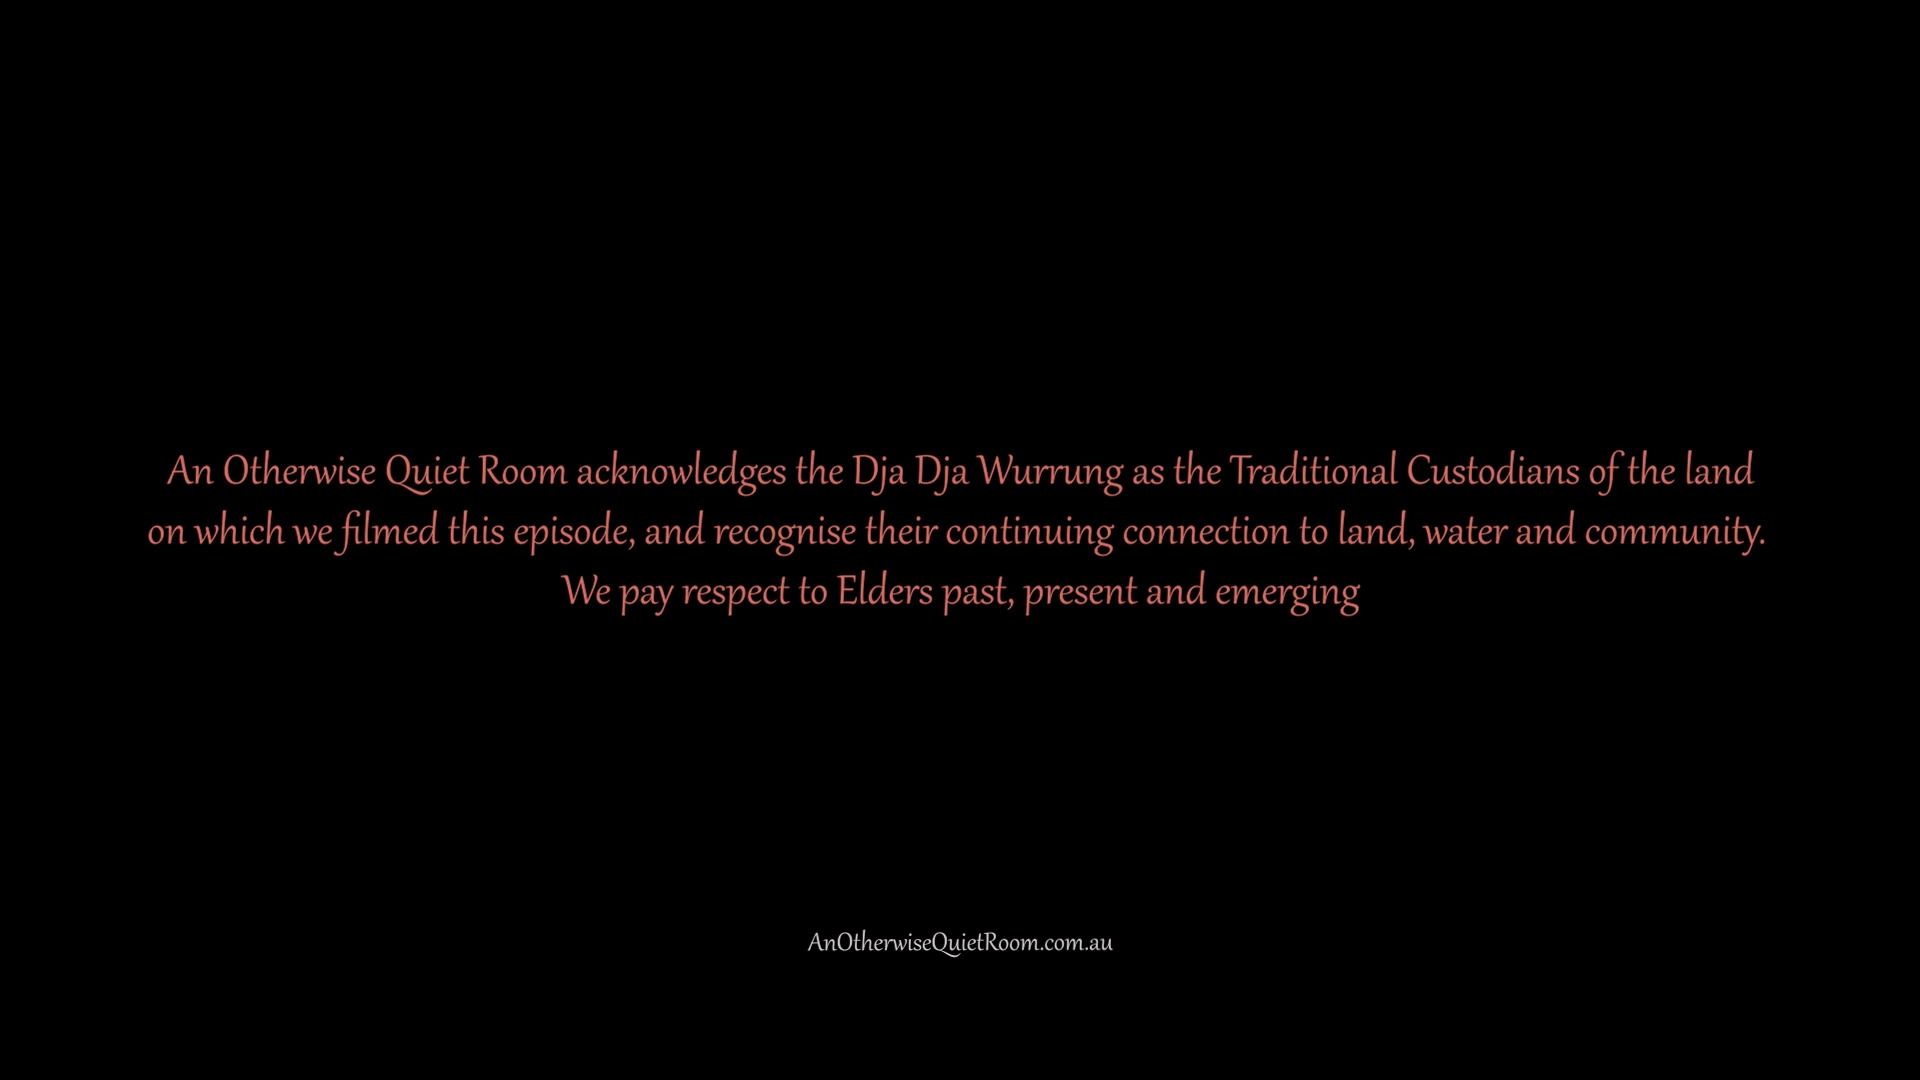 An Otherwise Quiet Room acknowledges the Dja Dja Wurrung as the Traditional Custodians of the land
on which we filmed this episode, and recognise their continuing connection to land, water and community.
We pay respect to Elders past, present and emerging
AnOtherwiseQuietRoom.com.au